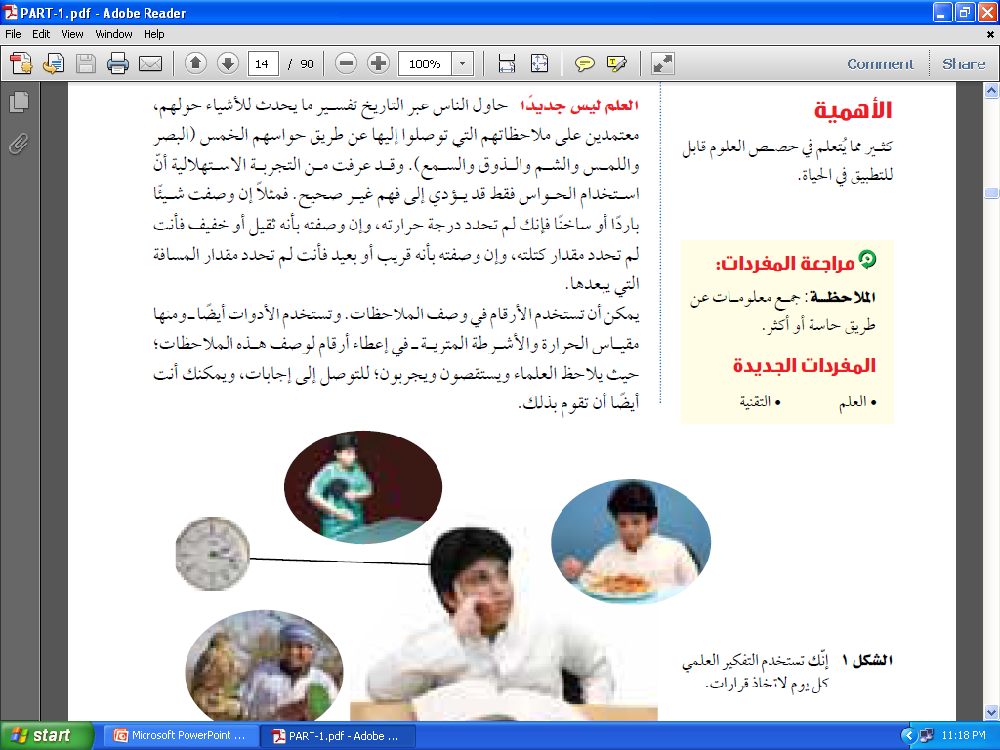 PART-1.pdf - Adobe Reader
File Edit View Window Help
14 / 90 100% Comment Share
الأهمية
كثير مما يُتعلم في حصص العلوم قابل
للتطبيق في الحياة.
مراجعة المفردات:
الملاحظة: جمع معلومات عن
طريق حاسة أو أكثر.
المفردات الجديدة
• العلم • التقنية
العلم ليس جديدًا حاول الناس عبر التاريخ تفسير ما يحدث للأشياء حولهم،
معتمدين على ملاحظاتهم التي توصلوا إليها عن طريق حواسهم الخمس (البصر
واللمس والشم والذوق والسمع). وقد عرفت من التجربة الاستهلالية أنّ
استخدام الحواس فقط قد يؤدي إلى فهم غير صحيح. فمثلاً إن وصفت شيئًا
باردًا أو ساخنًا فإنك لم تحدد درجة حرارته، وإن وصفته بأنه ثقيل أو خفيف فأنت
لم تحدد مقدار كتلته، وإن وصفته بأنه قريب أو بعيد فأنت لم تحدد مقدار المسافة
التي يبعدها.
يمكن أن تستخدم الأرقام في وصف الملاحظات. وتستخدم الأدوات أيضًا ـ ومنها
مقياس الحرارة والأشرطة المترية ـ في إعطاء أرقام لوصف هذه الملاحظات؛
حيث يلاحظ العلماء ويستقصون ويجربون؛ للتوصل إلى إجابات، ويمكنك أنت
أيضًا أن تقوم بذلك.
الشكل ١ إنّك تستخدم التفكير العلمي
كل يوم لاتخاذ قرارات.
start Microsoft PowerPoint ... PART-1.pdf - Adobe ... 11:18 PM